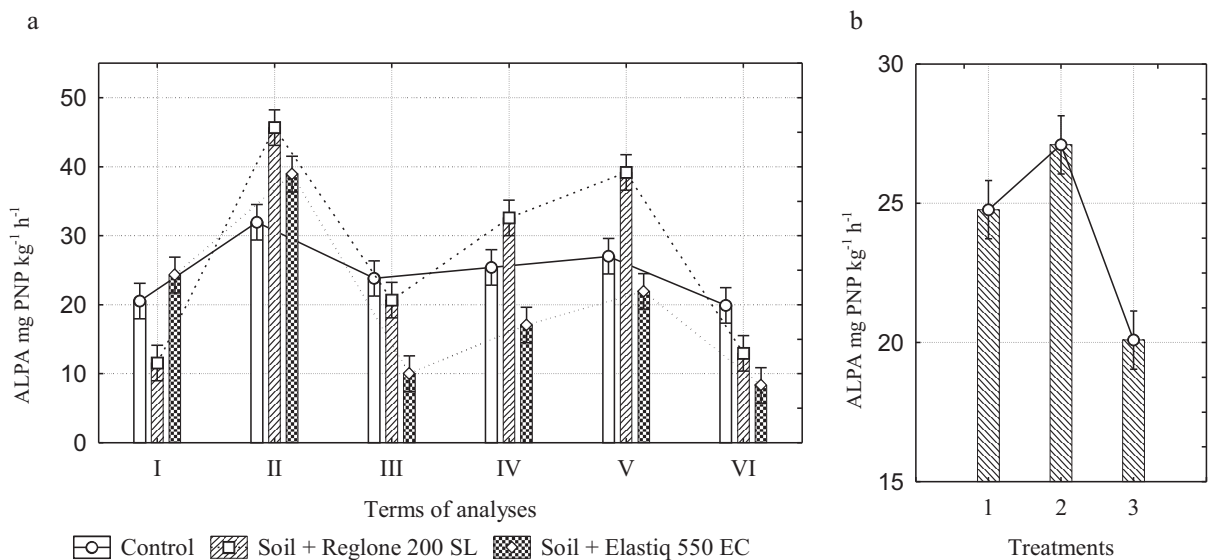 a
ALPA mg PNP kg⁻¹ h⁻¹
50
40
30
20
10
0
I II III IV V VI
Terms of analyses
Control Soil + Reglone 200 SL Soil + Elastiq 550 EC
b
ALPA mg PNP kg⁻¹ h⁻¹
30
25
20
15
1 2 3
Treatments